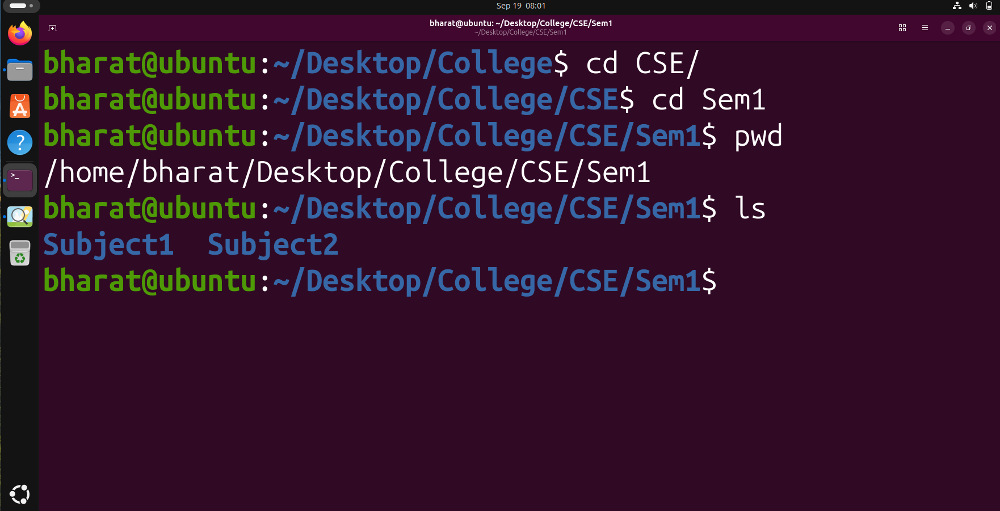 Sep 19 08:01
bharat@ubuntu: ~/Desktop/College/CSE/Sem1
~/Desktop/College/CSE/Sem1
bharat@ubuntu:~/Desktop/College$ cd CSE/
bharat@ubuntu:~/Desktop/College/CSE$ cd Sem1
bharat@ubuntu:~/Desktop/College/CSE/Sem1$ pwd
/home/bharat/Desktop/College/CSE/Sem1
bharat@ubuntu:~/Desktop/College/CSE/Sem1$ ls
Subject1  Subject2
bharat@ubuntu:~/Desktop/College/CSE/Sem1$